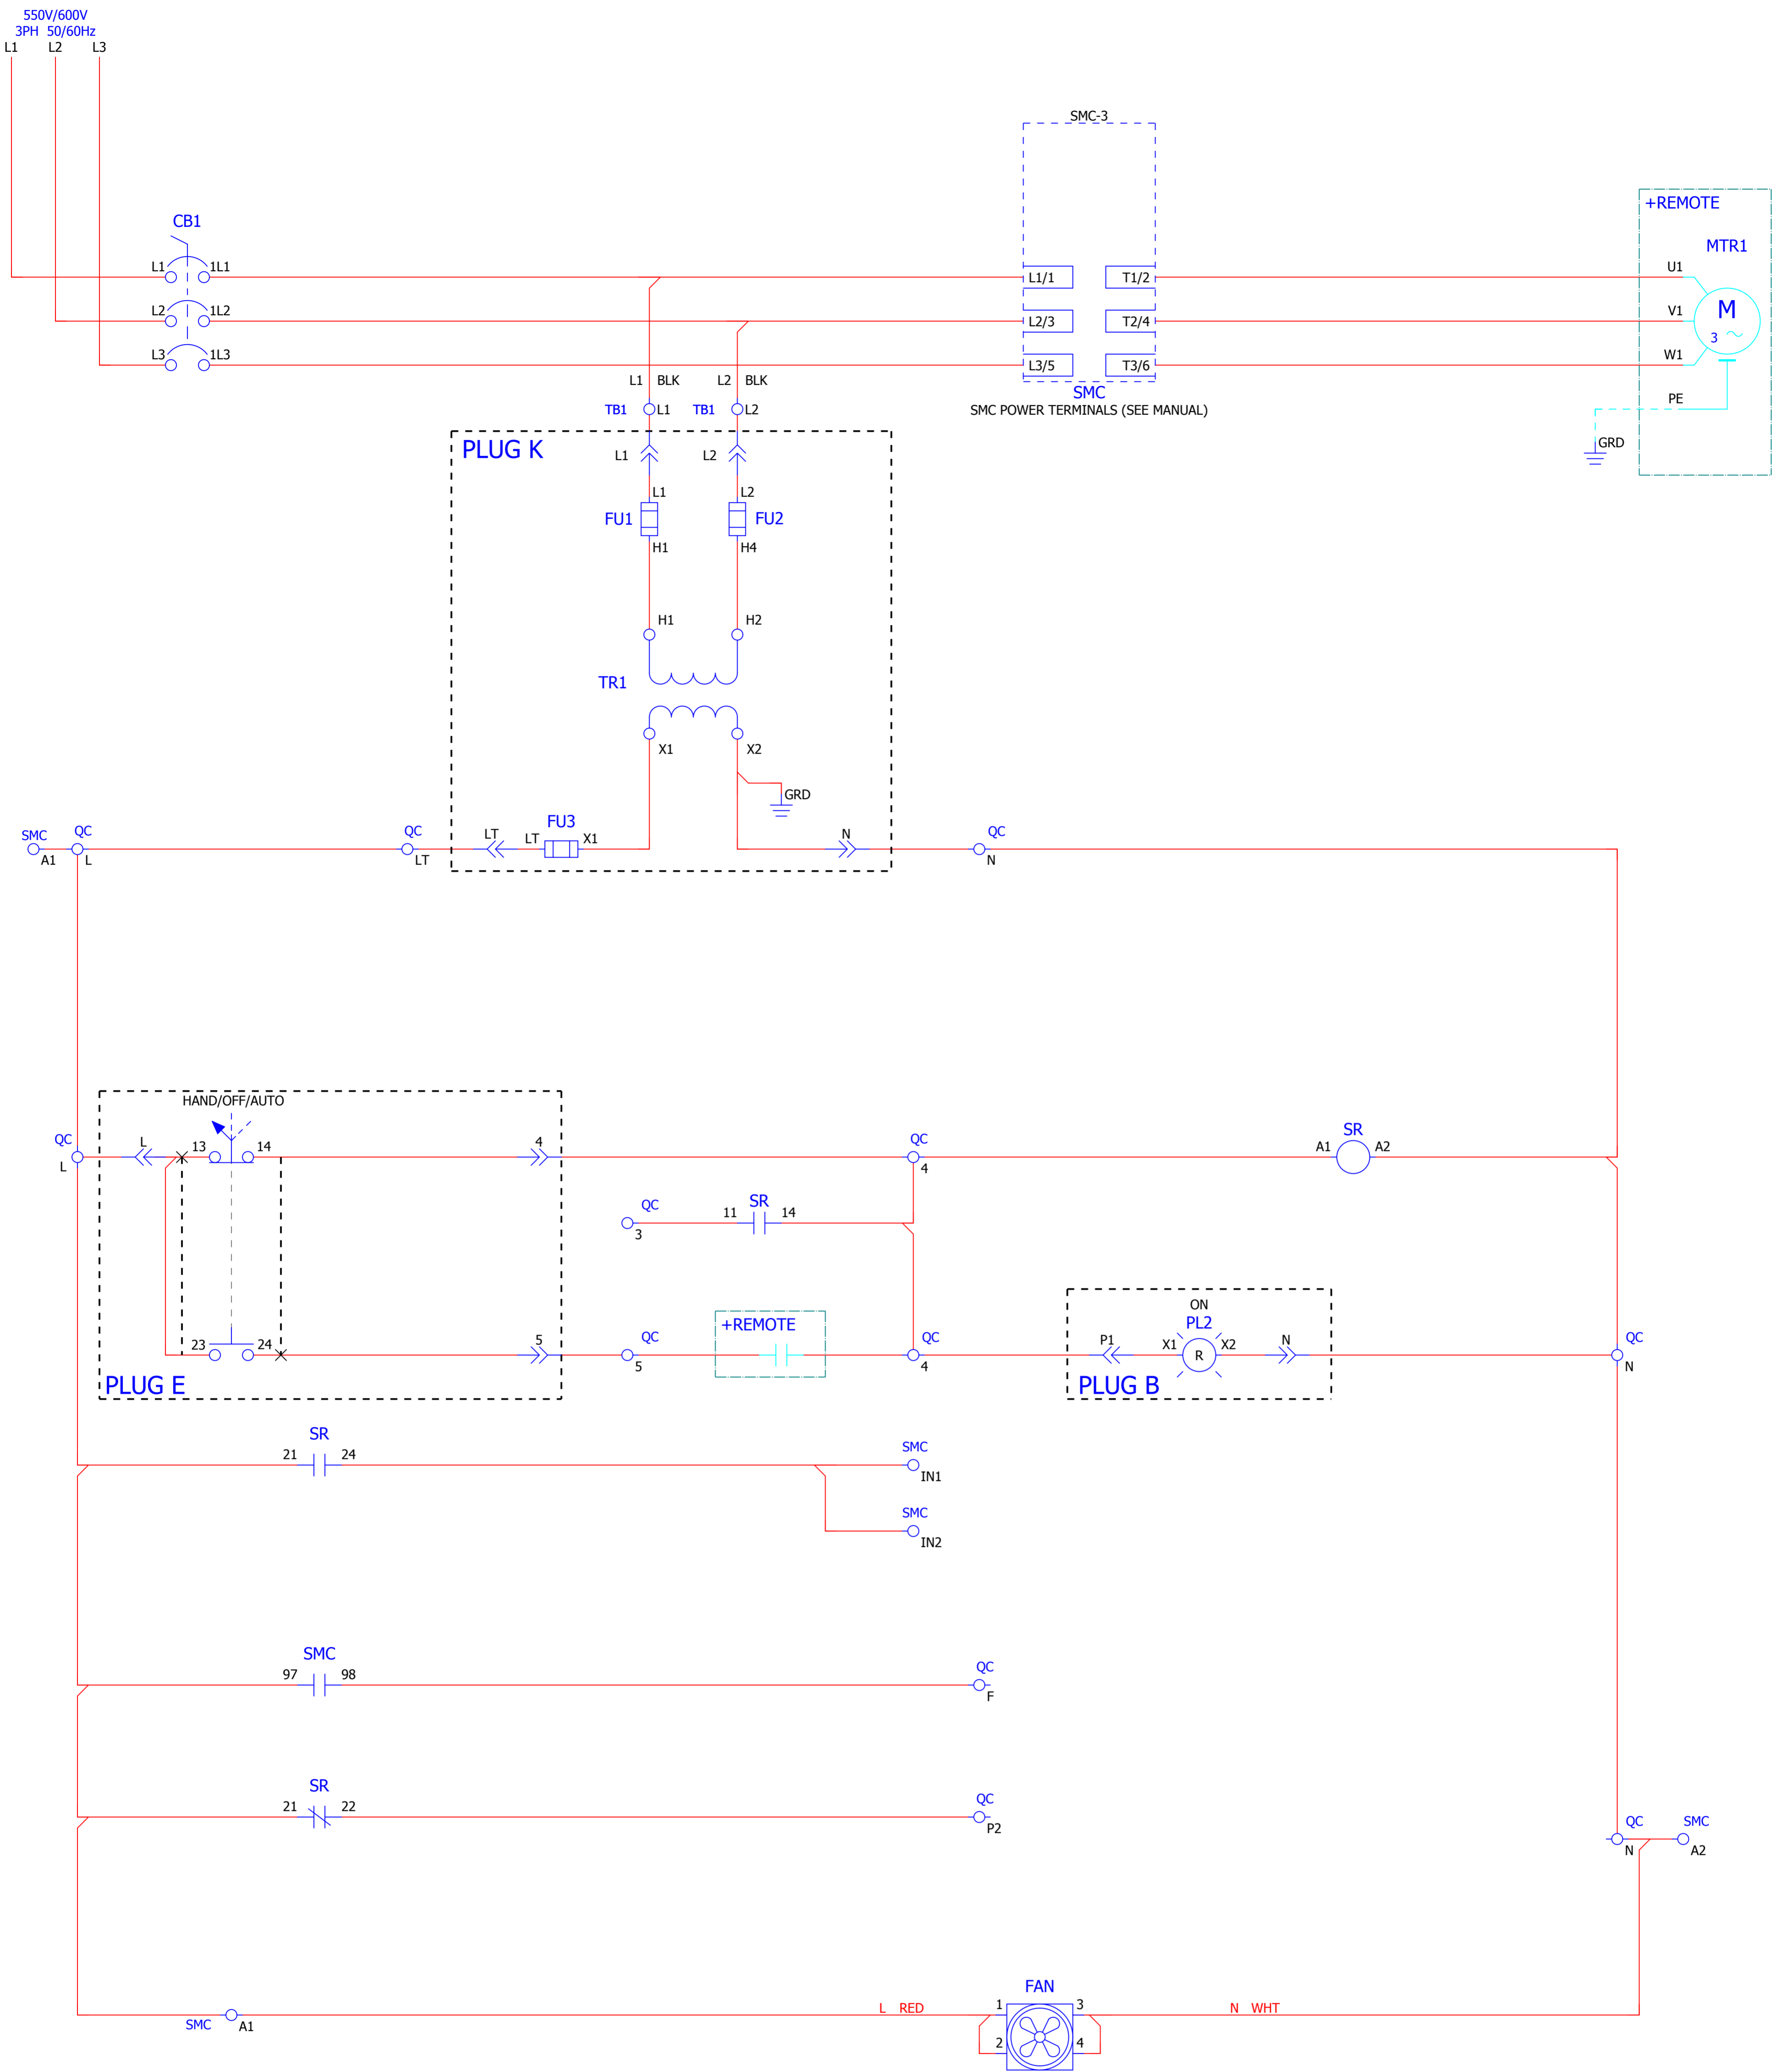 550V/600V
3PH 50/60Hz
L1 L2 L3
SMC-3
+REMOTE
MTR1
CB1
L1 1L1
L1/1 T1/2
U1
L2 1L2
L2/3 T2/4
V1
M
3
L3 1L3
L3/5 T3/6
W1
L1 BLK L2 BLK
SMC
SMC POWER TERMINALS (SEE MANUAL)
PE
GRD
TB1 L1 TB1 L2
PLUG K
L1 L2
L1 L2
FU1 FU2
H1 H4
H1 H2
TR1
X1 X2
GRD
SMC QC QC LT LT FU3 X1 N QC
A1 L LT N
HAND/OFF/AUTO
QC L 13 14 4 QC SR
L 4 A1 A2
QC 11 SR 14
3
+REMOTE
ON
PL2
23 24 5 QC QC P1 X1 R X2 N QC
5 4 N
PLUG E PLUG B
SR
21 24
SMC
IN1
SMC
IN2
SMC
97 98
QC
F
SR
21 22
QC
P2
QC SMC
N A2
FAN
L RED 1 3 N WHT
SMC A1
2 4